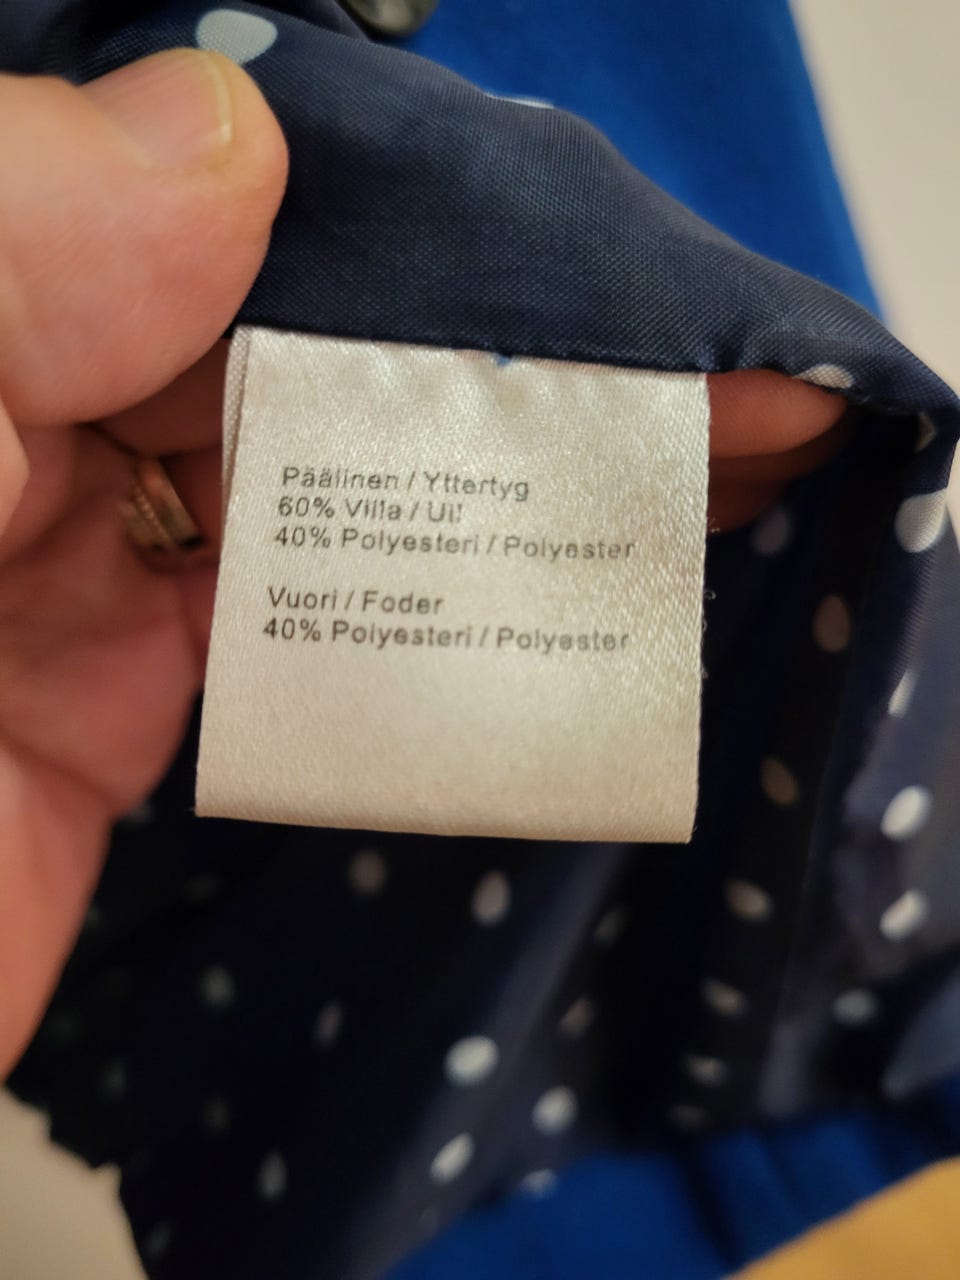 Päälinen / Yttertyg
60% Villa / Ull
40% Polyesteri / Polyester
Vuori / Foder
40% Polyesteri / Polyester